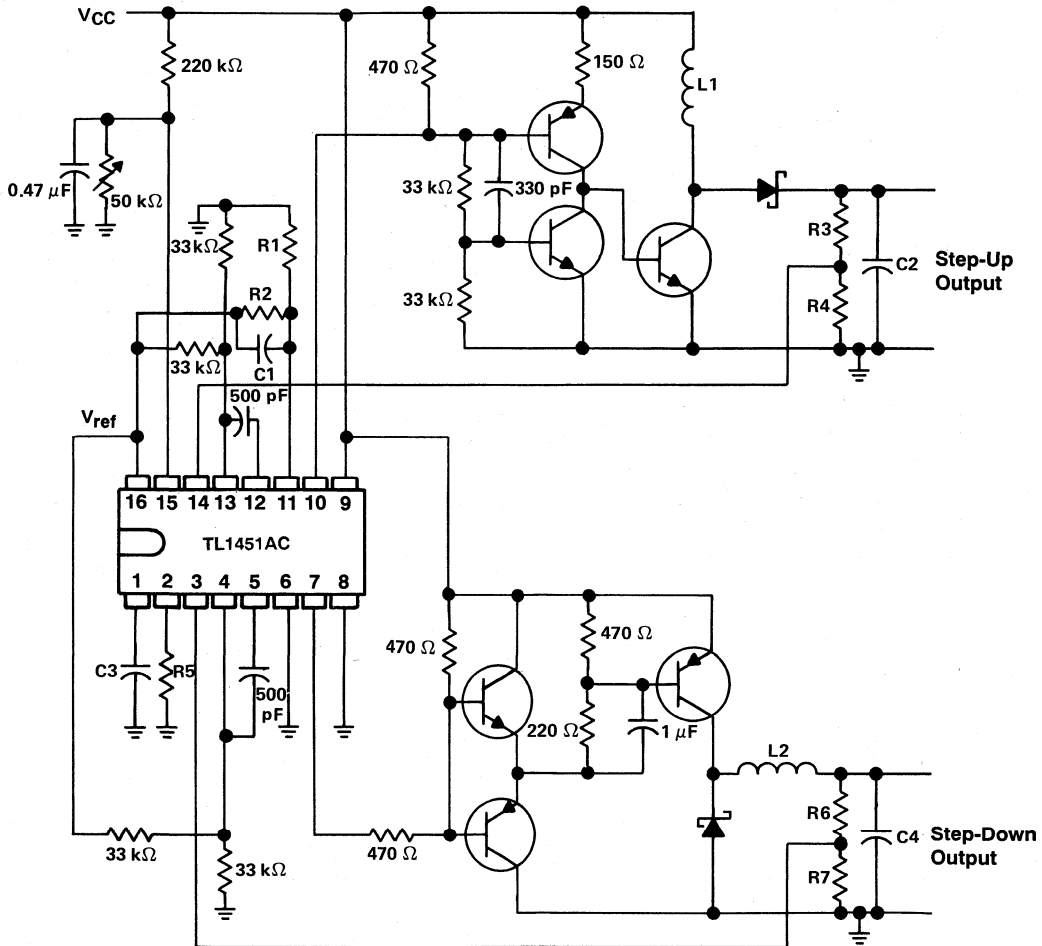 VCC
220 kΩ
470 Ω
150 Ω
L1
0.47 μF
50 kΩ
33 kΩ
330 pF
33kΩ
R1
R3
C2
Step-Up
Output
R2
33 kΩ
R4
33 kΩ
C1
500 pF
Vref
16 15 14 13 12 11 10 9
TL1451AC
1 2 3 4 5 6 7 8
470 Ω
470 Ω
C3
R5
500
pF
220 Ω
1 μF
L2
R6
C4
Step-Down
Output
33 kΩ
470 Ω
33 kΩ
R7